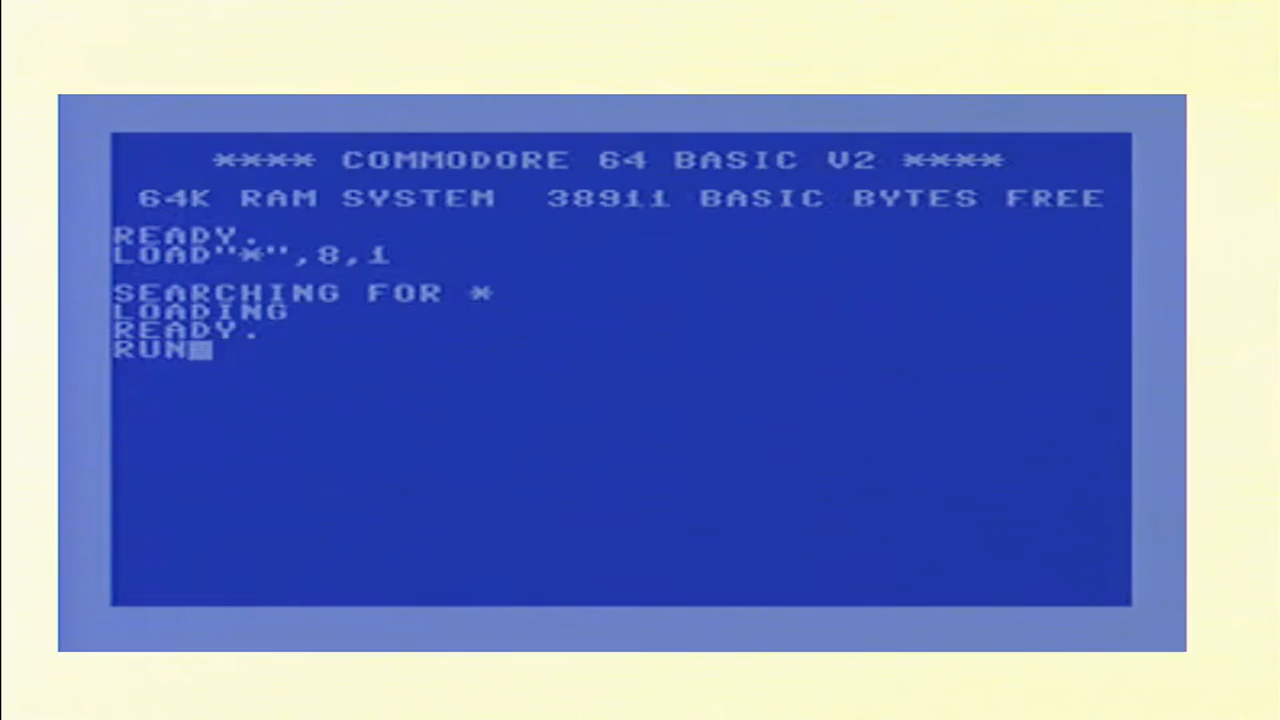 **** COMMODORE 64 BASIC V2 ****
64K RAM SYSTEM  38911 BASIC BYTES FREE
READY.
LOAD"*",8,1
SEARCHING FOR *
LOADING
READY.
RUN